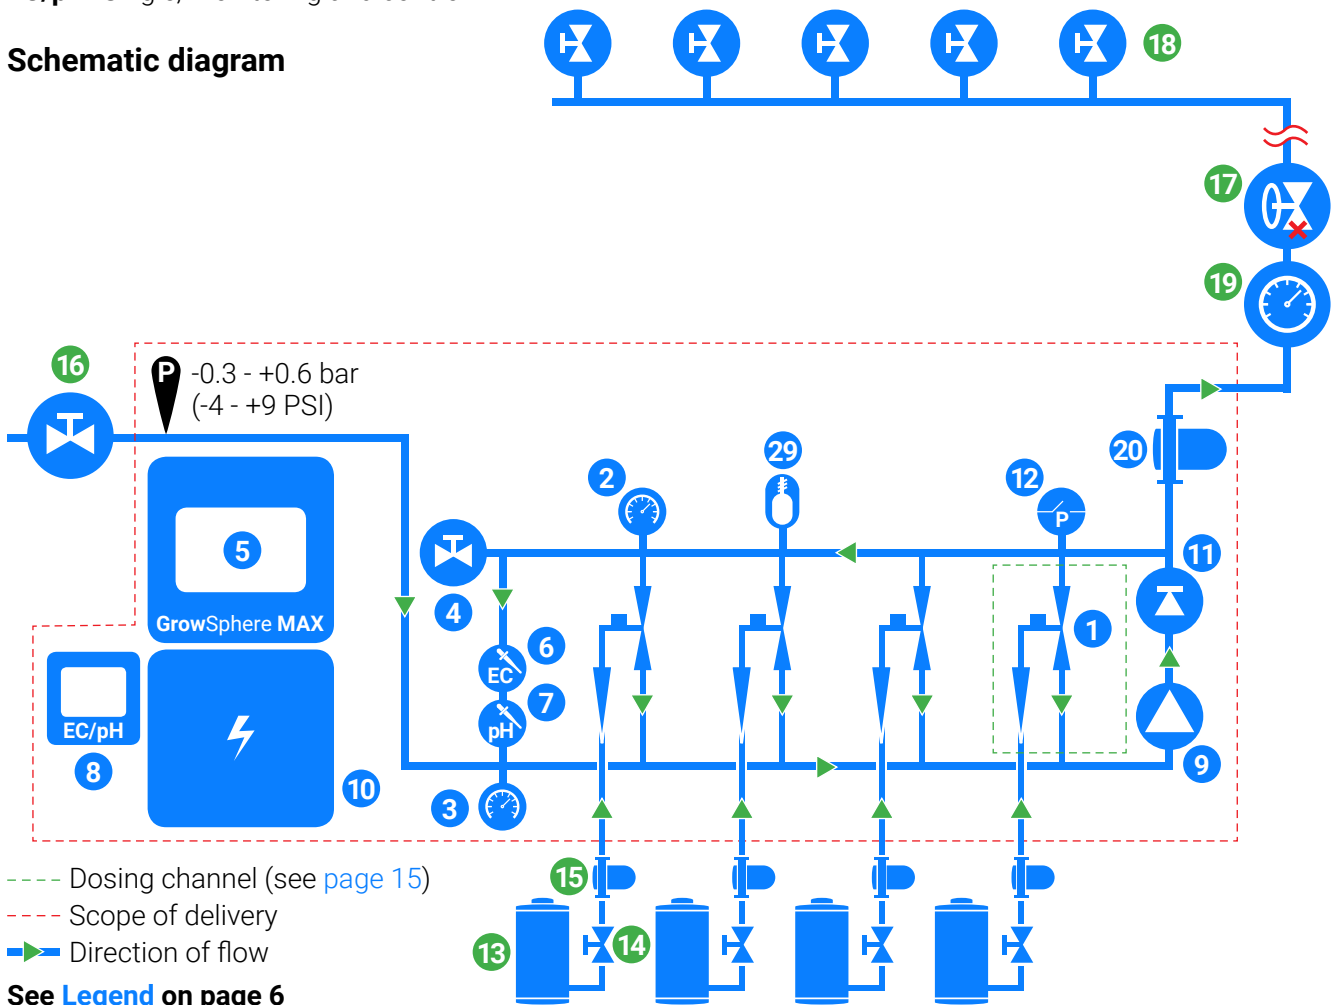 Schematic diagram
18
17
19
16
P
-0.3 - +0.6 bar
(-4 - +9 PSI)
20
29
2
12
P
5
11
GrowSphere MAX
4
1
6
EC
7
pH
EC/pH
8
9
10
3
Dosing channel (see page 15)
15
Scope of delivery
13
14
Direction of flow
See Legend on page 6